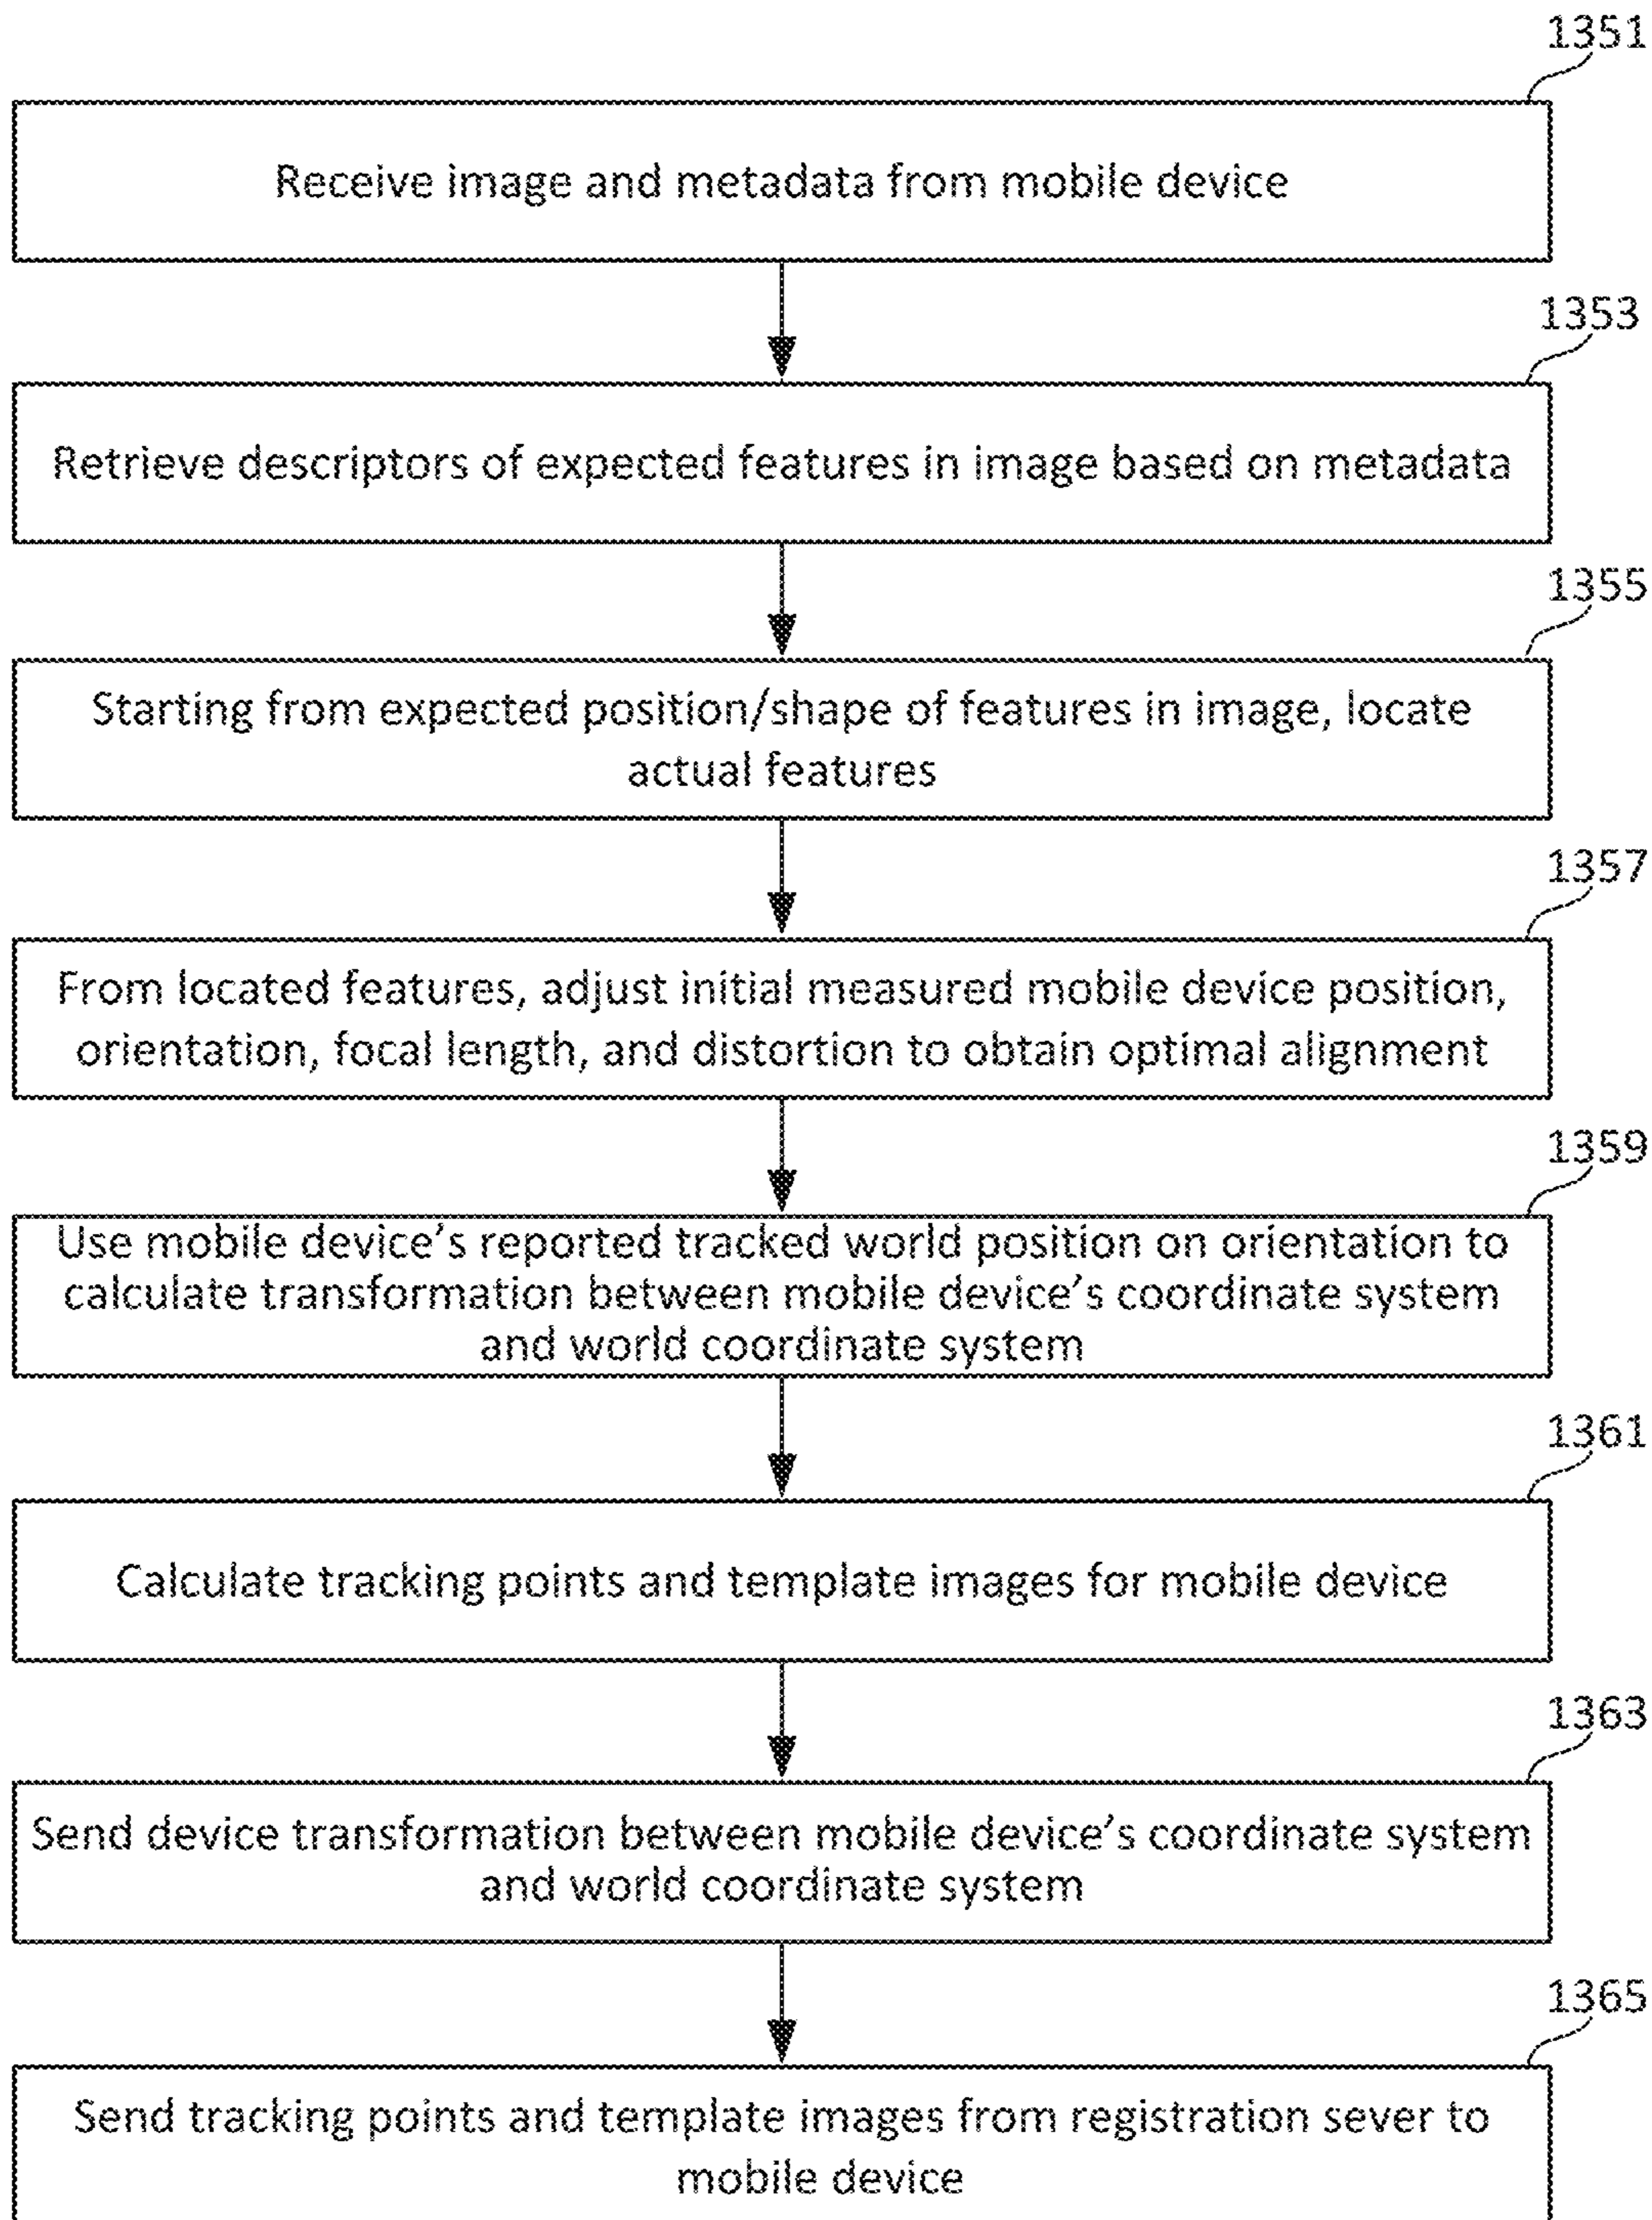 1351
Receive image and metadata from mobile device
1353
Retrieve descriptors of expected features in image based on metadata
1355
Starting from expected position/shape of features in image, locate
actual features
1357
From located features, adjust initial measured mobile device position,
orientation, focal length, and distortion to obtain optimal alignment
1359
Use mobile device's reported tracked world position on orientation to
calculate transformation between mobile device's coordinate system
and world coordinate system
1361
Calculate tracking points and template images for mobile device
1363
Send device transformation between mobile device's coordinate system
and world coordinate system
1365
Send tracking points and template images from registration sever to
mobile device